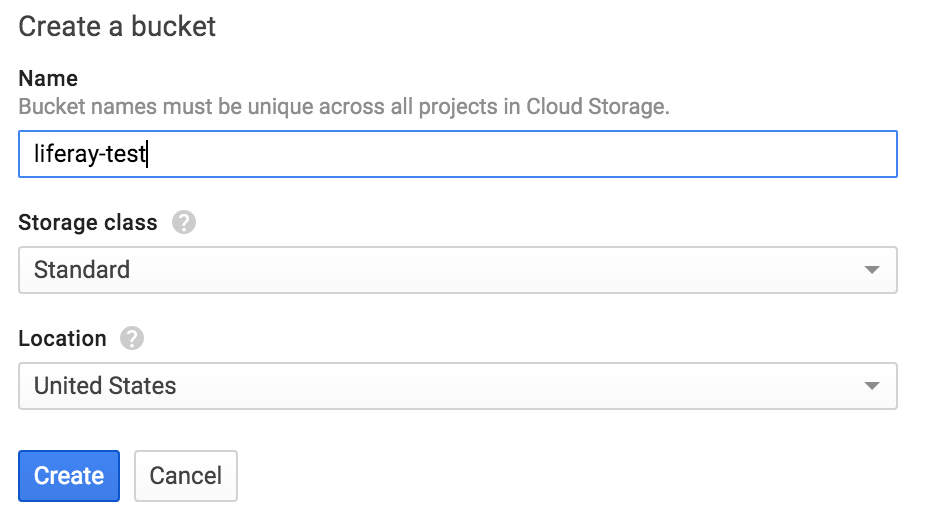 Create a bucket
Name
Bucket names must be unique across all projects in Cloud Storage.
liferay-test
Storage class ?
Standard
Location ?
United States
Create Cancel